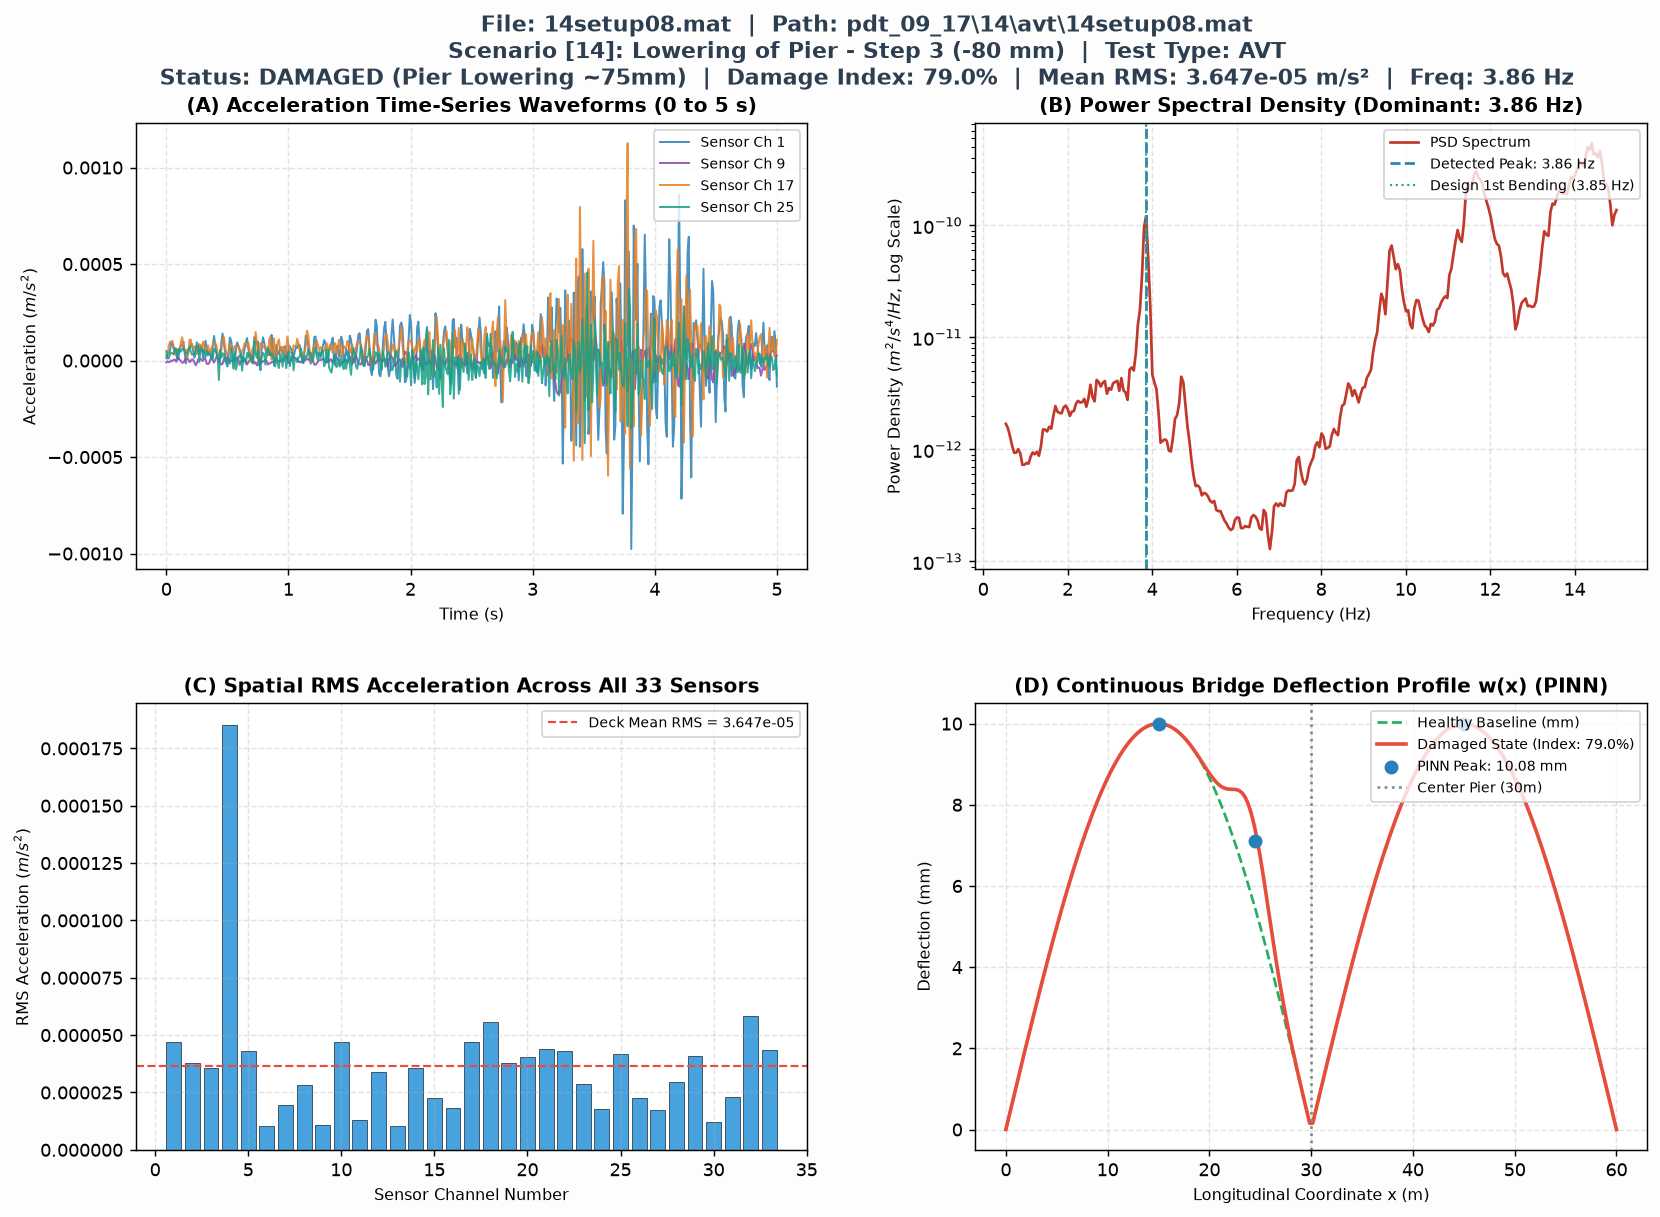 File: 14setup08.mat | Path: pdt_09_17\14\avt\14setup08.mat
Scenario [14]: Lowering of Pier - Step 3 (-80 mm) | Test Type: AVT
Status: DAMAGED (Pier Lowering ~75mm) | Damage Index: 79.0% | Mean RMS: 3.647e-05 m/s² | Freq: 3.86 Hz
(A) Acceleration Time-Series Waveforms (0 to 5 s)
Sensor Ch 1
Sensor Ch 9
Sensor Ch 17
Sensor Ch 25
0.0010
0.0005
0.0000
−0.0005
−0.0010
Acceleration (m/s²)
0 1 2 3 4 5
Time (s)
(B) Power Spectral Density (Dominant: 3.86 Hz)
PSD Spectrum
Detected Peak: 3.86 Hz
Design 1st Bending (3.85 Hz)
10⁻¹⁰
10⁻¹¹
10⁻¹²
10⁻¹³
Power Density (m²/s⁴/Hz, Log Scale)
0 2 4 6 8 10 12 14
Frequency (Hz)
(C) Spatial RMS Acceleration Across All 33 Sensors
Deck Mean RMS = 3.647e-05
0.000175
0.000150
0.000125
0.000100
0.000075
0.000050
0.000025
0.000000
RMS Acceleration (m/s²)
0 5 10 15 20 25 30 35
Sensor Channel Number
(D) Continuous Bridge Deflection Profile w(x) (PINN)
Healthy Baseline (mm)
Damaged State (Index: 79.0%)
PINN Peak: 10.08 mm
Center Pier (30m)
10
8
6
4
2
0
Deflection (mm)
0 10 20 30 40 50 60
Longitudinal Coordinate x (m)